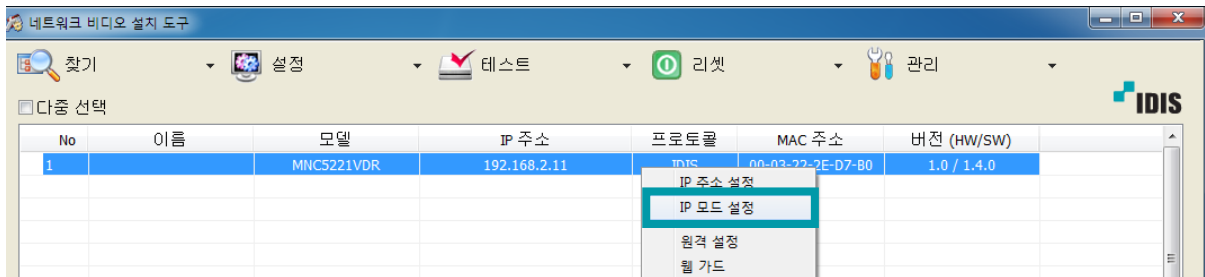 네트워크 비디오 설치 도구
찾기 설정 테스트 리셋 관리
IDIS
다중 선택
No 이름 모델 IP 주소 프로토콜 MAC 주소 버전 (HW/SW)
1 MNC5221VDR 192.168.2.11 IDIS 00-03-22-2E-D7-B0 1.0 / 1.4.0
IP 주소 설정
IP 모드 설정
원격 설정
웹 가드